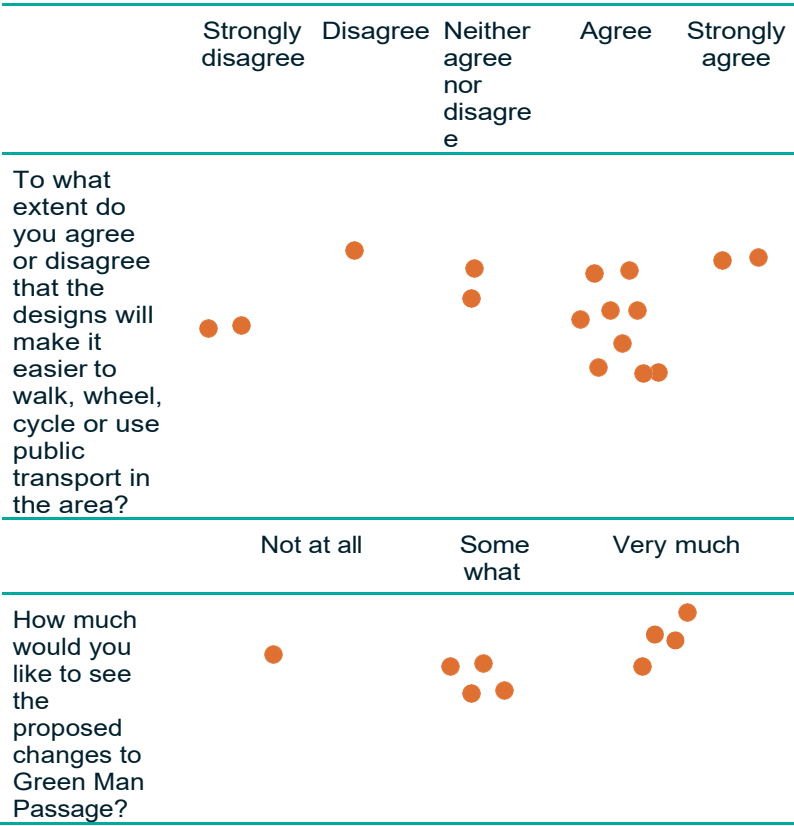 Strongly disagree
Disagree
Neither agree nor disagre e
Agree
Strongly agree
To what
extent do
you agree
or disagree
that the
designs will
make it
easier to
walk, wheel,
cycle or use
public
transport in
the area?
Not at all
Some what
Very much
How much
would you
like to see
the
proposed
changes to
Green Man
Passage?